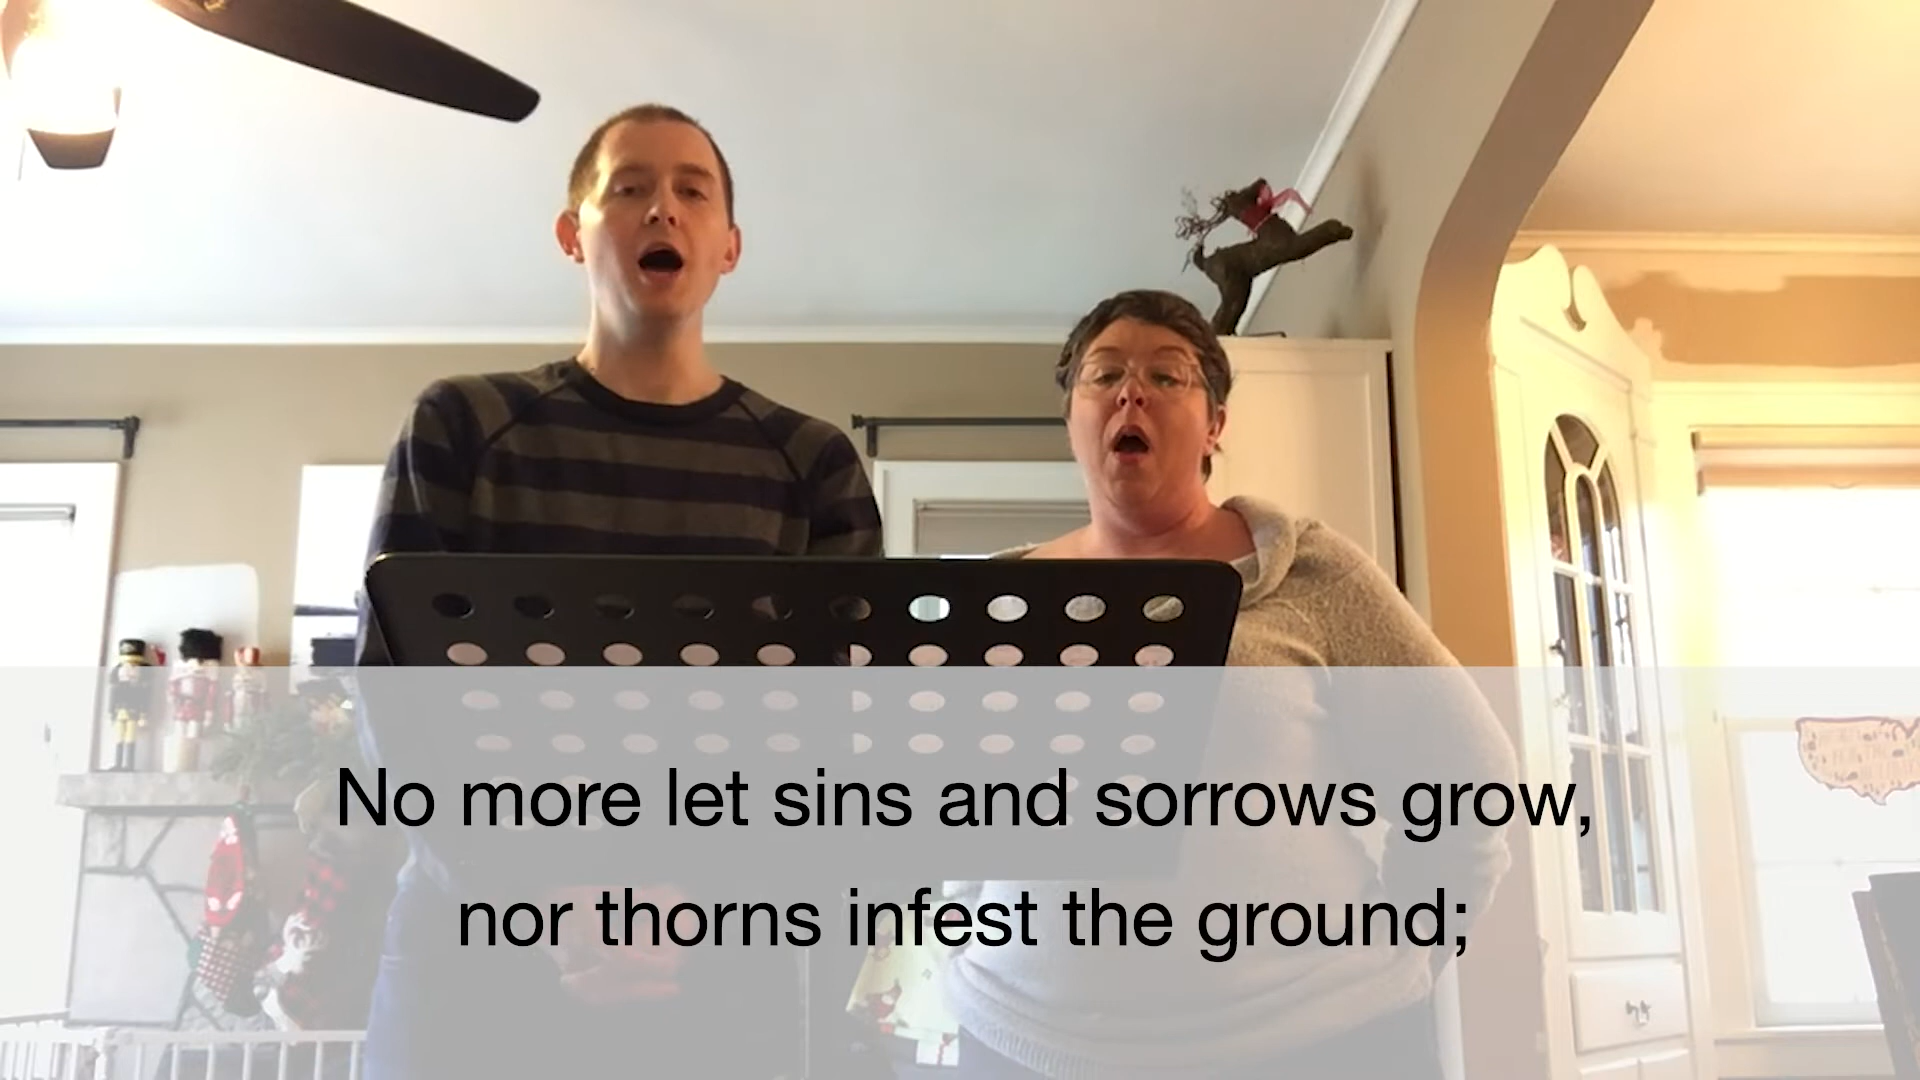 No more let sins and sorrows grow,
nor thorns infest the ground;